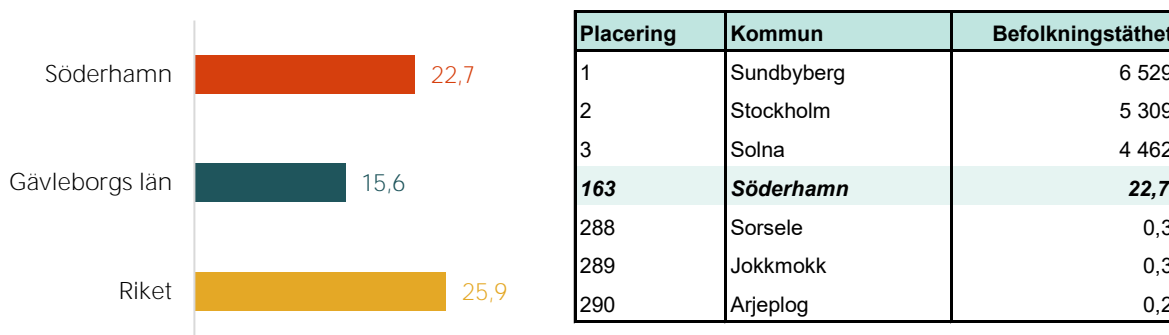 Söderhamn 22,7
Gävleborgs län 15,6
Riket 25,9
Placering Kommun Befolkningstäthet
1 Sundbyberg 6 529
2 Stockholm 5 309
3 Solna 4 462
163 Söderhamn 22,7
288 Sorsele 0,3
289 Jokkmokk 0,3
290 Arjeplog 0,2